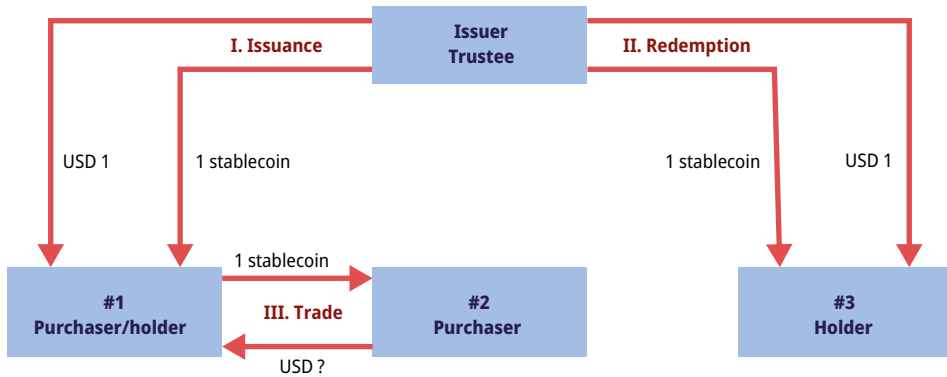 Issuer
Trustee
I. Issuance
II. Redemption
USD 1
1 stablecoin
1 stablecoin
USD 1
1 stablecoin
#1
Purchaser/holder
III. Trade
#2
Purchaser
#3
Holder
USD ?